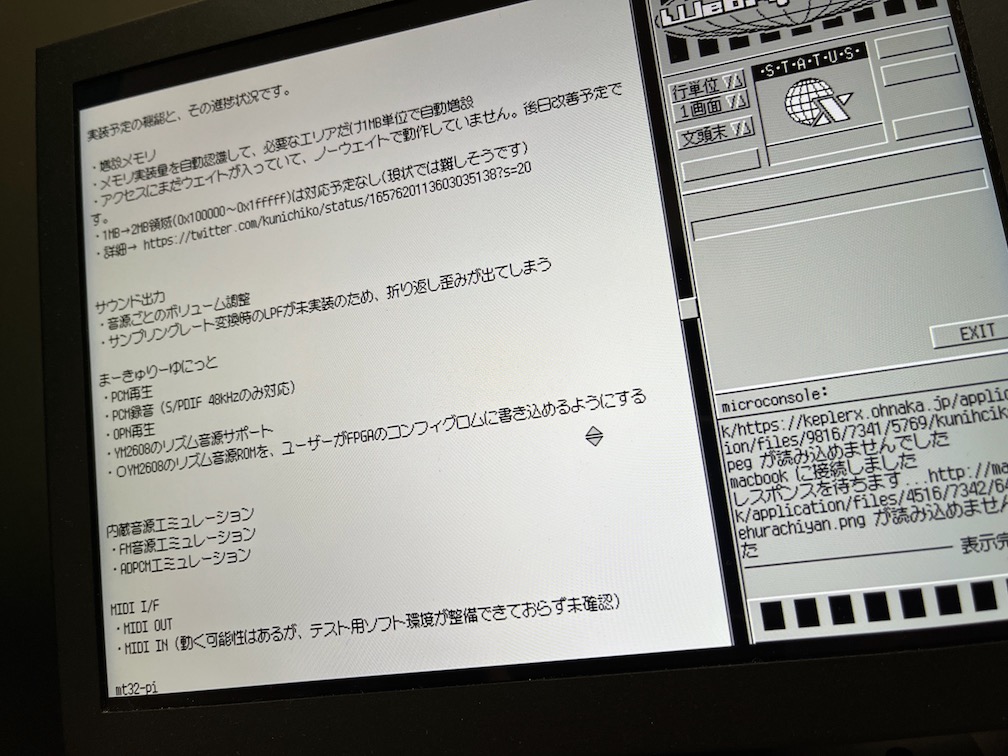 実装予定の機能と、その進捗状況です。
・増設メモリ
・メモリ実装量を自動認識して、必要なエリアだけ1MB単位で自動増設
・アクセスにまだウェイトが入っていて、ノーウェイトで動作していません。後日改善予定で
す。
・1MB→2MB領域(0x100000～0x1fffff)は対応予定なし(現状では難しそうです)
・詳細→ https://twitter.com/kunichiko/status/1657620113603035138?s=20
サウンド出力
・音源ごとのボリューム調整
・サンプリングレート変換時のLPFが未実装のため、折り返し歪みが出てしまう
まーきゅりーゆにっと
・PCM再生
・PCM録音 (S/PDIF 48kHzのみ対応)
・OPN再生
・YM2608のリズム音源サポート
・○YM2608のリズム音源ROMを、ユーザーがFPGAのコンフィグロムに書き込めるようにする
内蔵音源エミュレーション
・FM音源エミュレーション
・ADPCMエミュレーション
MIDI I/F
・MIDI OUT
・MIDI IN (動く可能性はあるが、テスト用ソフト環境が整備できておらず未確認)
mt32-pi
行単位
1画面
文頭末
・S・T・A・T・U・S・
EXIT
microconsole:
k/https://keplerx.ohnaka.jp/applic
ion/files/9816/7341/5769/kunihcik
peg が読み込めませんでした
macbook に接続しました
レスポンスを待ちます...http://ma
k/application/files/4516/7342/64
ehurachiyan.png が読み込めません
た
表示完